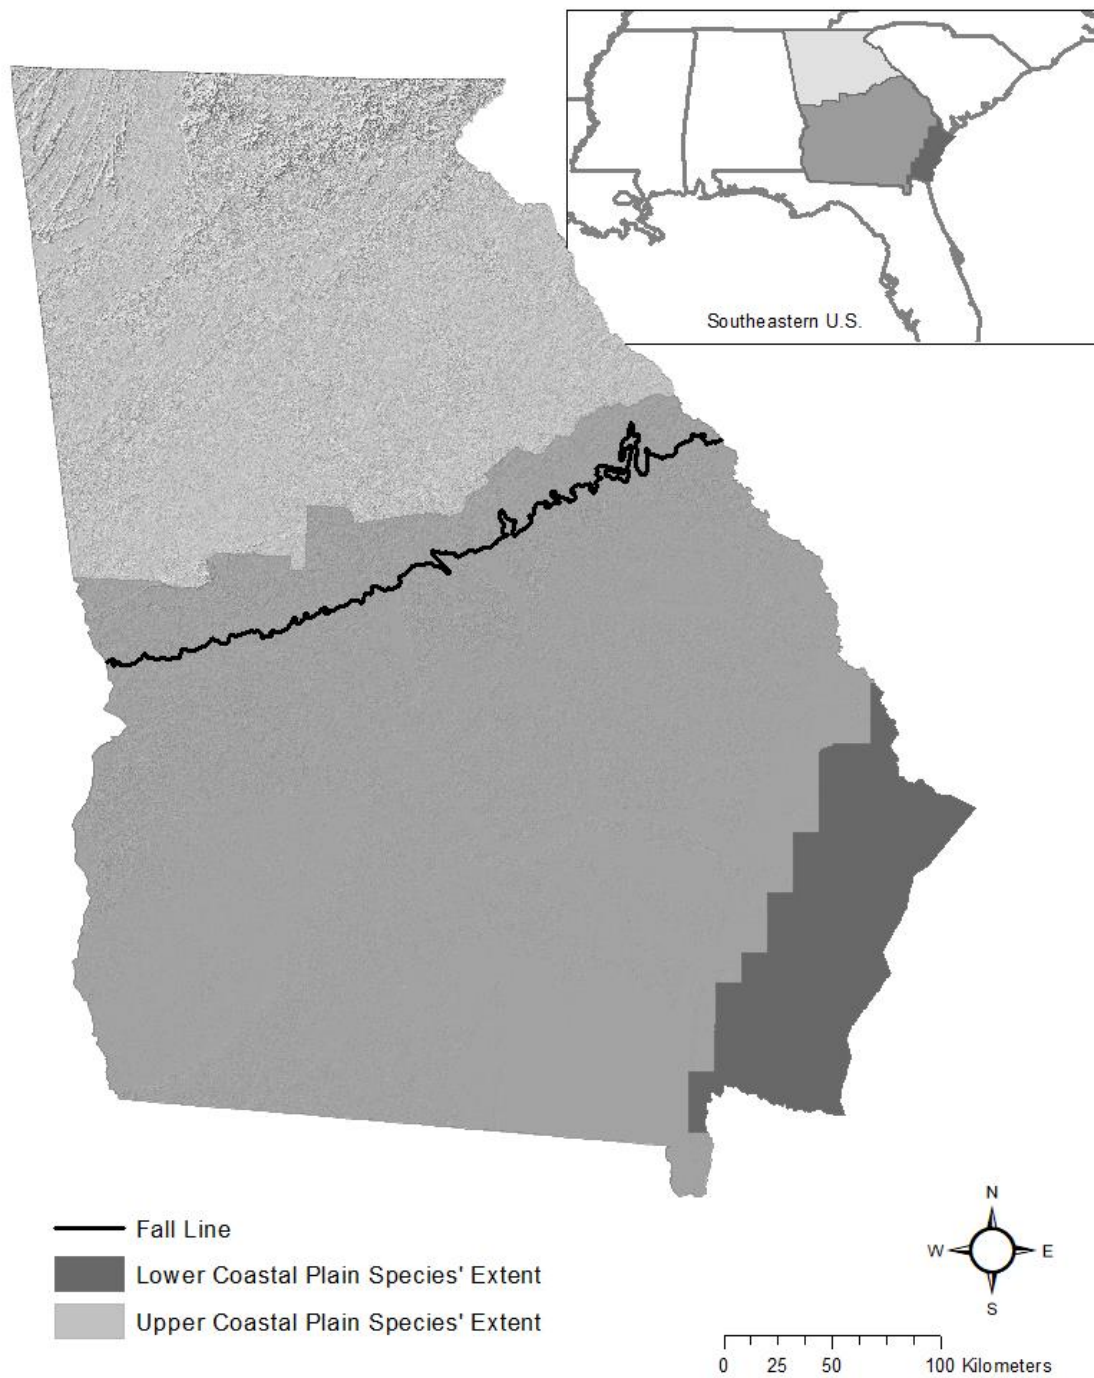 Southeastern U.S.
Fall Line
Lower Coastal Plain Species' Extent
Upper Coastal Plain Species' Extent
N
W E
S
0 25 50 100 Kilometers